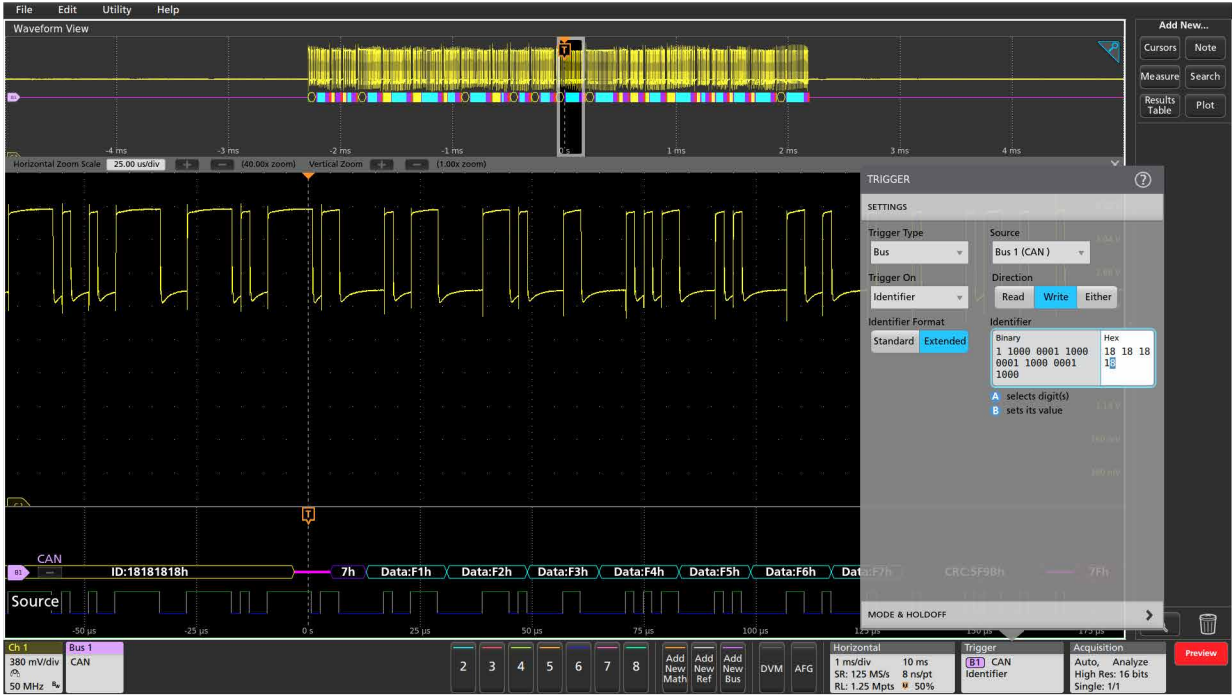 File Edit Utility Help
Waveform View
Add New...
Cursors Note
Measure Search
Results Table Plot
T
B1
-4 ms -3 ms -2 ms -1 ms 0 s 1 ms 2 ms 3 ms 4 ms
Horizontal Zoom Scale 25.00 us/div + — (40.00x zoom) Vertical Zoom + — (1.00x zoom)
TRIGGER ?
SETTINGS
Trigger Type Source
Bus Bus 1 (CAN )
Trigger On Direction
Identifier Read Write Either
Identifier Format Identifier
Standard Extended
Binary Hex
1 1000 0001 1000 18 18 18
0001 1000 0001 18
1000
A selects digit(s)
B sets its value
MODE & HOLDOFF
T
CAN
B1 ID:18181818h 7h Data:F1h Data:F2h Data:F3h Data:F4h Data:F5h Data:F6h Data:F7h CRC:5F9Bh 7Fh
Source
-50 µs -25 µs 0 s 25 µs 50 µs 75 µs 100 µs 125 µs 150 µs 175 µs
Ch 1
380 mV/div
50 MHz Bw
Bus 1
CAN
2 3 4 5 6 7 8
Add New Math
Add New Ref
Add New Bus
DVM AFG
Horizontal
1 ms/div 10 ms
SR: 125 MS/s 8 ns/pt
RL: 1.25 Mpts 50%
Trigger
B1 CAN
Identifier
Acquisition
Auto, Analyze
High Res: 16 bits
Single: 1/1
Preview